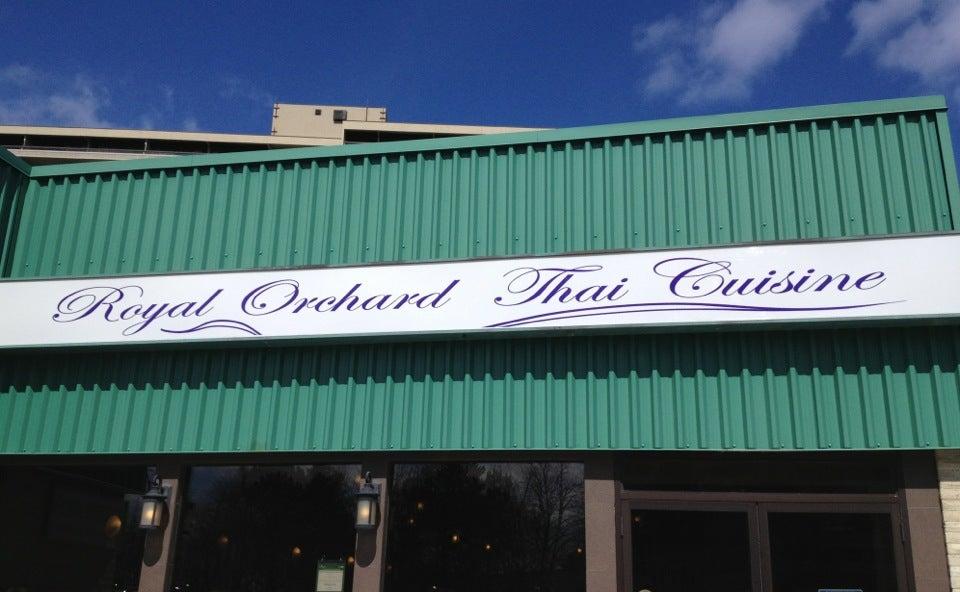 Royal Orchard Thai Cuisine